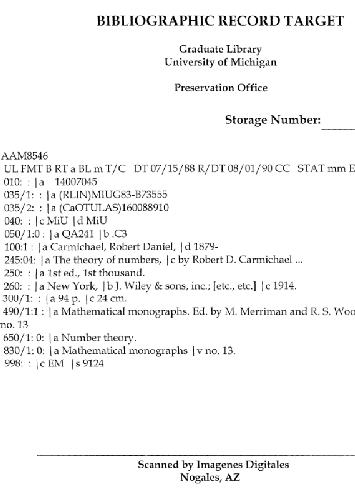 BIBLIOGRAPHIC RECORD TARGET
Graduate Library
University of Michigan
Preservation Office
Storage Number:
AAM8546
UL FMT B RT a BL m T/C DT 07/15/88 R/DT 08/01/90 CC STAT mm E
010: : |a 14007045
035/1: : |a (RLIN)MIUG83-B73555
035/2: : |a (CaOTULAS)160088910
040: : |c MiU |d MiU
050/1:0 : |a QA241 |b .C3
100:1 : |a Carmichael, Robert Daniel, |d 1879-
245:04: |a The theory of numbers, |c by Robert D. Carmichael ...
250: : |a 1st ed., 1st thousand.
260: : |a New York, |b J. Wiley & sons, inc.; [etc., etc.] |c 1914.
300/1: : |a 94 p. |c 24 cm.
490/1:1 : |a Mathematical monographs. Ed. by M. Merriman and R. S. Woo
no. 13
650/1: 0: |a Number theory.
830/1: 0: |a Mathematical monographs |v no. 13.
998: : |c EM |s 9124
Scanned by Imagenes Digitales
Nogales, AZ